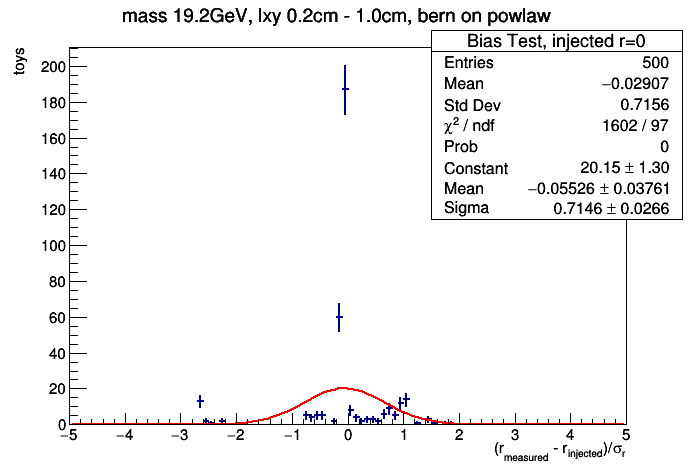 mass 19.2GeV, lxy 0.2cm - 1.0cm, bern on powlaw
Bias Test, injected r=0
Entries 500
Mean −0.02907
Std Dev 0.7156
χ² / ndf 1602 / 97
Prob 0
Constant 20.15 ± 1.30
Mean −0.05526 ± 0.03761
Sigma 0.7146 ± 0.0266
toys
200
180
160
140
120
100
80
60
40
20
0
−5 −4 −3 −2 −1 0 1 2 3 4 5
(r_measured - r_injected)/σ_r